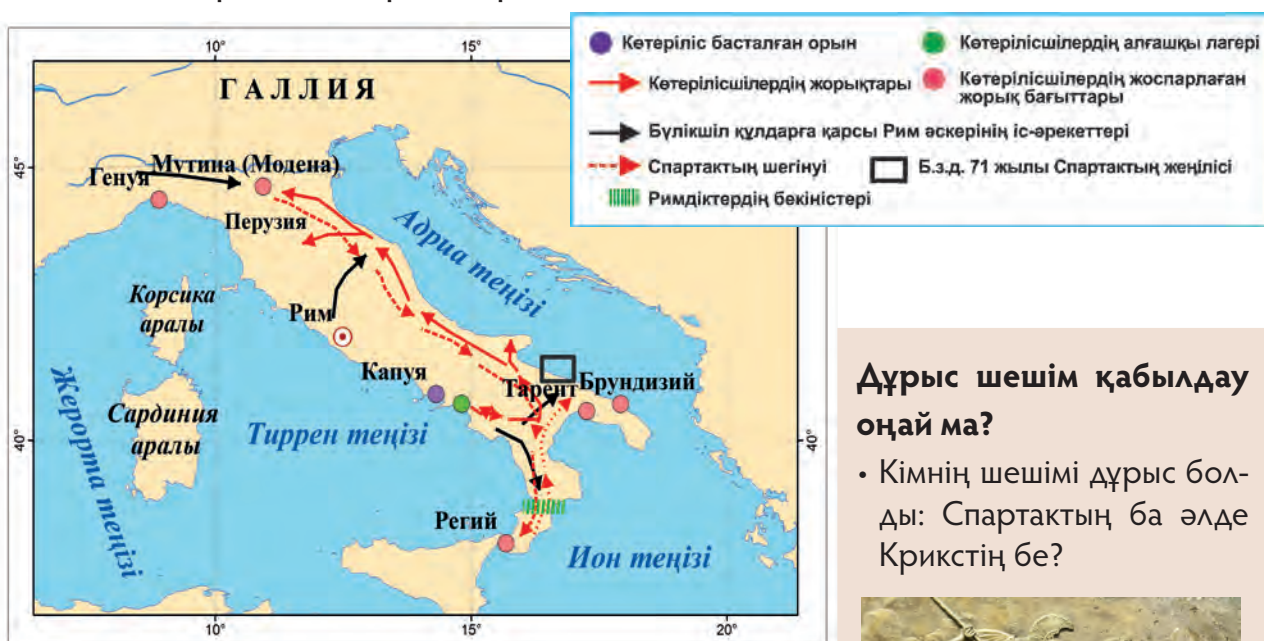 10°
15°
ГАЛЛИЯ
45°
Мутина (Модена)
Генуя
Перузия
Адриа теңізі
Корсика
аралы
Рим
Капуя
Тарент
Брундизий
Жерорта теңізі
Сардиния
аралы
Тиррен теңізі
40°
40°
Регий
Ион теңізі
10°
15°
20°
Көтеріліс басталған орын
Көтерілісшілердің алғашқы лагері
Көтерілісшілердің жорықтары
Көтерілісшілердің жоспарлаған
жорық бағыттары
Бүлікшіл құлдарға қарсы Рим әскерінің іс-әрекеттері
Спартактың шегінуі
Б.з.д. 71 жылы Спартактың жеңілісі
Римдіктердің бекіністері
Дұрыс шешім қабылдау
оңай ма?
• Кімнің шешімі дұрыс бол-
ды: Спартактың ба әлде
Крикстің бе?